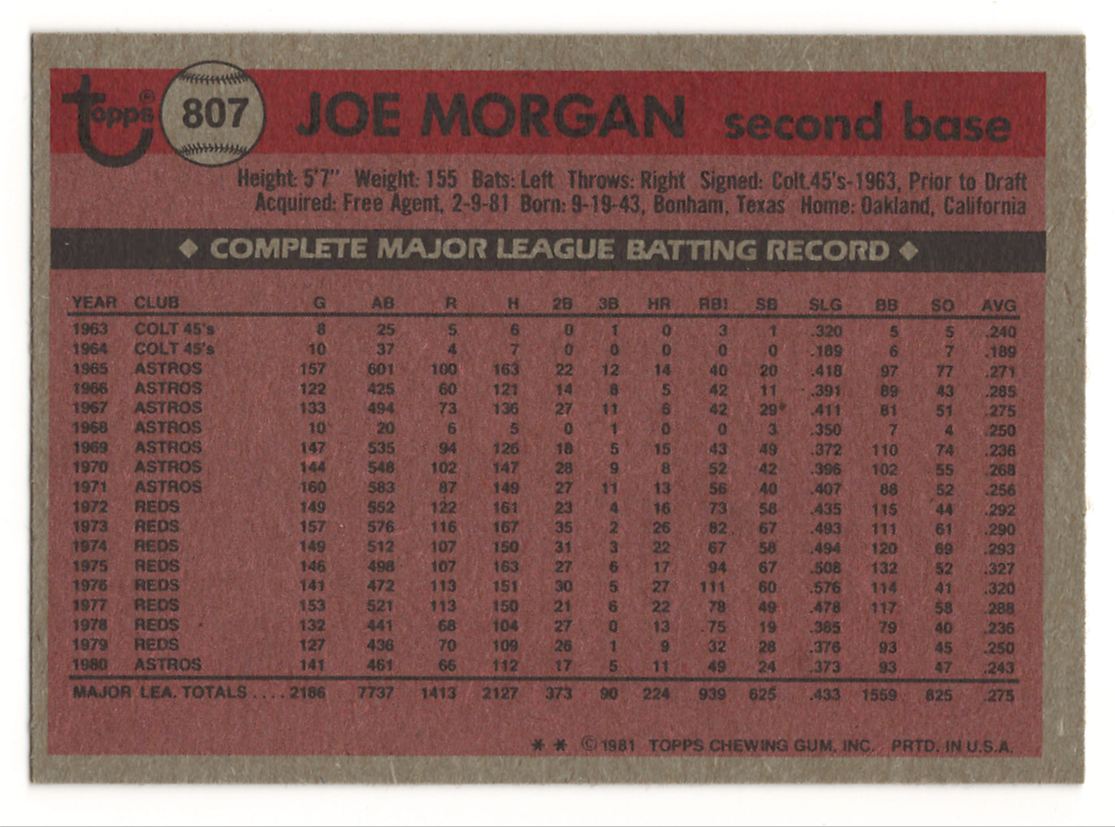 topps©
807
JOE MORGAN second base
Height: 5'7" Weight: 155 Bats: Left Throws: Right Signed: Colt.45's-1963, Prior to Draft
Acquired: Free Agent, 2-9-81 Born: 9-19-43, Bonham, Texas Home: Oakland, California
◆ COMPLETE MAJOR LEAGUE BATTING RECORD ◆
YEAR CLUB G AB R H 2B 3B HR RBI SB SLG BB SO AVG
1963 COLT 45's 8 25 5 6 0 1 0 3 1 .320 5 5 .240
1964 COLT 45's 10 37 4 7 0 0 0 0 0 .189 6 7 .189
1965 ASTROS 157 601 100 163 22 12 14 40 20 .418 97 77 .271
1966 ASTROS 122 425 60 121 14 8 5 42 11 .391 89 43 .285
1967 ASTROS 133 494 73 136 27 11 6 42 29* .411 81 51 .275
1968 ASTROS 10 20 6 5 0 1 0 0 3 .350 7 4 .250
1969 ASTROS 147 535 94 126 18 5 15 43 49 .372 110 74 .236
1970 ASTROS 144 548 102 147 28 9 8 52 42 .396 102 55 .268
1971 ASTROS 160 583 87 149 27 11 13 56 40 .407 88 52 .256
1972 REDS 149 552 122 161 23 4 16 73 58 .435 115 44 .292
1973 REDS 157 576 116 167 35 2 26 82 67 .493 111 61 .290
1974 REDS 149 512 107 150 31 3 22 67 58 .494 120 69 .293
1975 REDS 146 498 107 163 27 6 17 94 67 .508 132 52 .327
1976 REDS 141 472 113 151 30 5 27 111 60 .576 114 41 .320
1977 REDS 153 521 113 150 21 6 22 78 49 .478 117 58 .288
1978 REDS 132 441 68 104 27 0 13 75 19 .385 79 40 .236
1979 REDS 127 436 70 109 26 1 9 32 28 .376 93 45 .250
1980 ASTROS 141 461 66 112 17 5 11 49 24 .373 93 47 .243
MAJOR LEA. TOTALS .... 2186 7737 1413 2127 373 90 224 939 625 .433 1559 825 .275
* * © 1981 TOPPS CHEWING GUM, INC. PRTD. IN U.S.A.